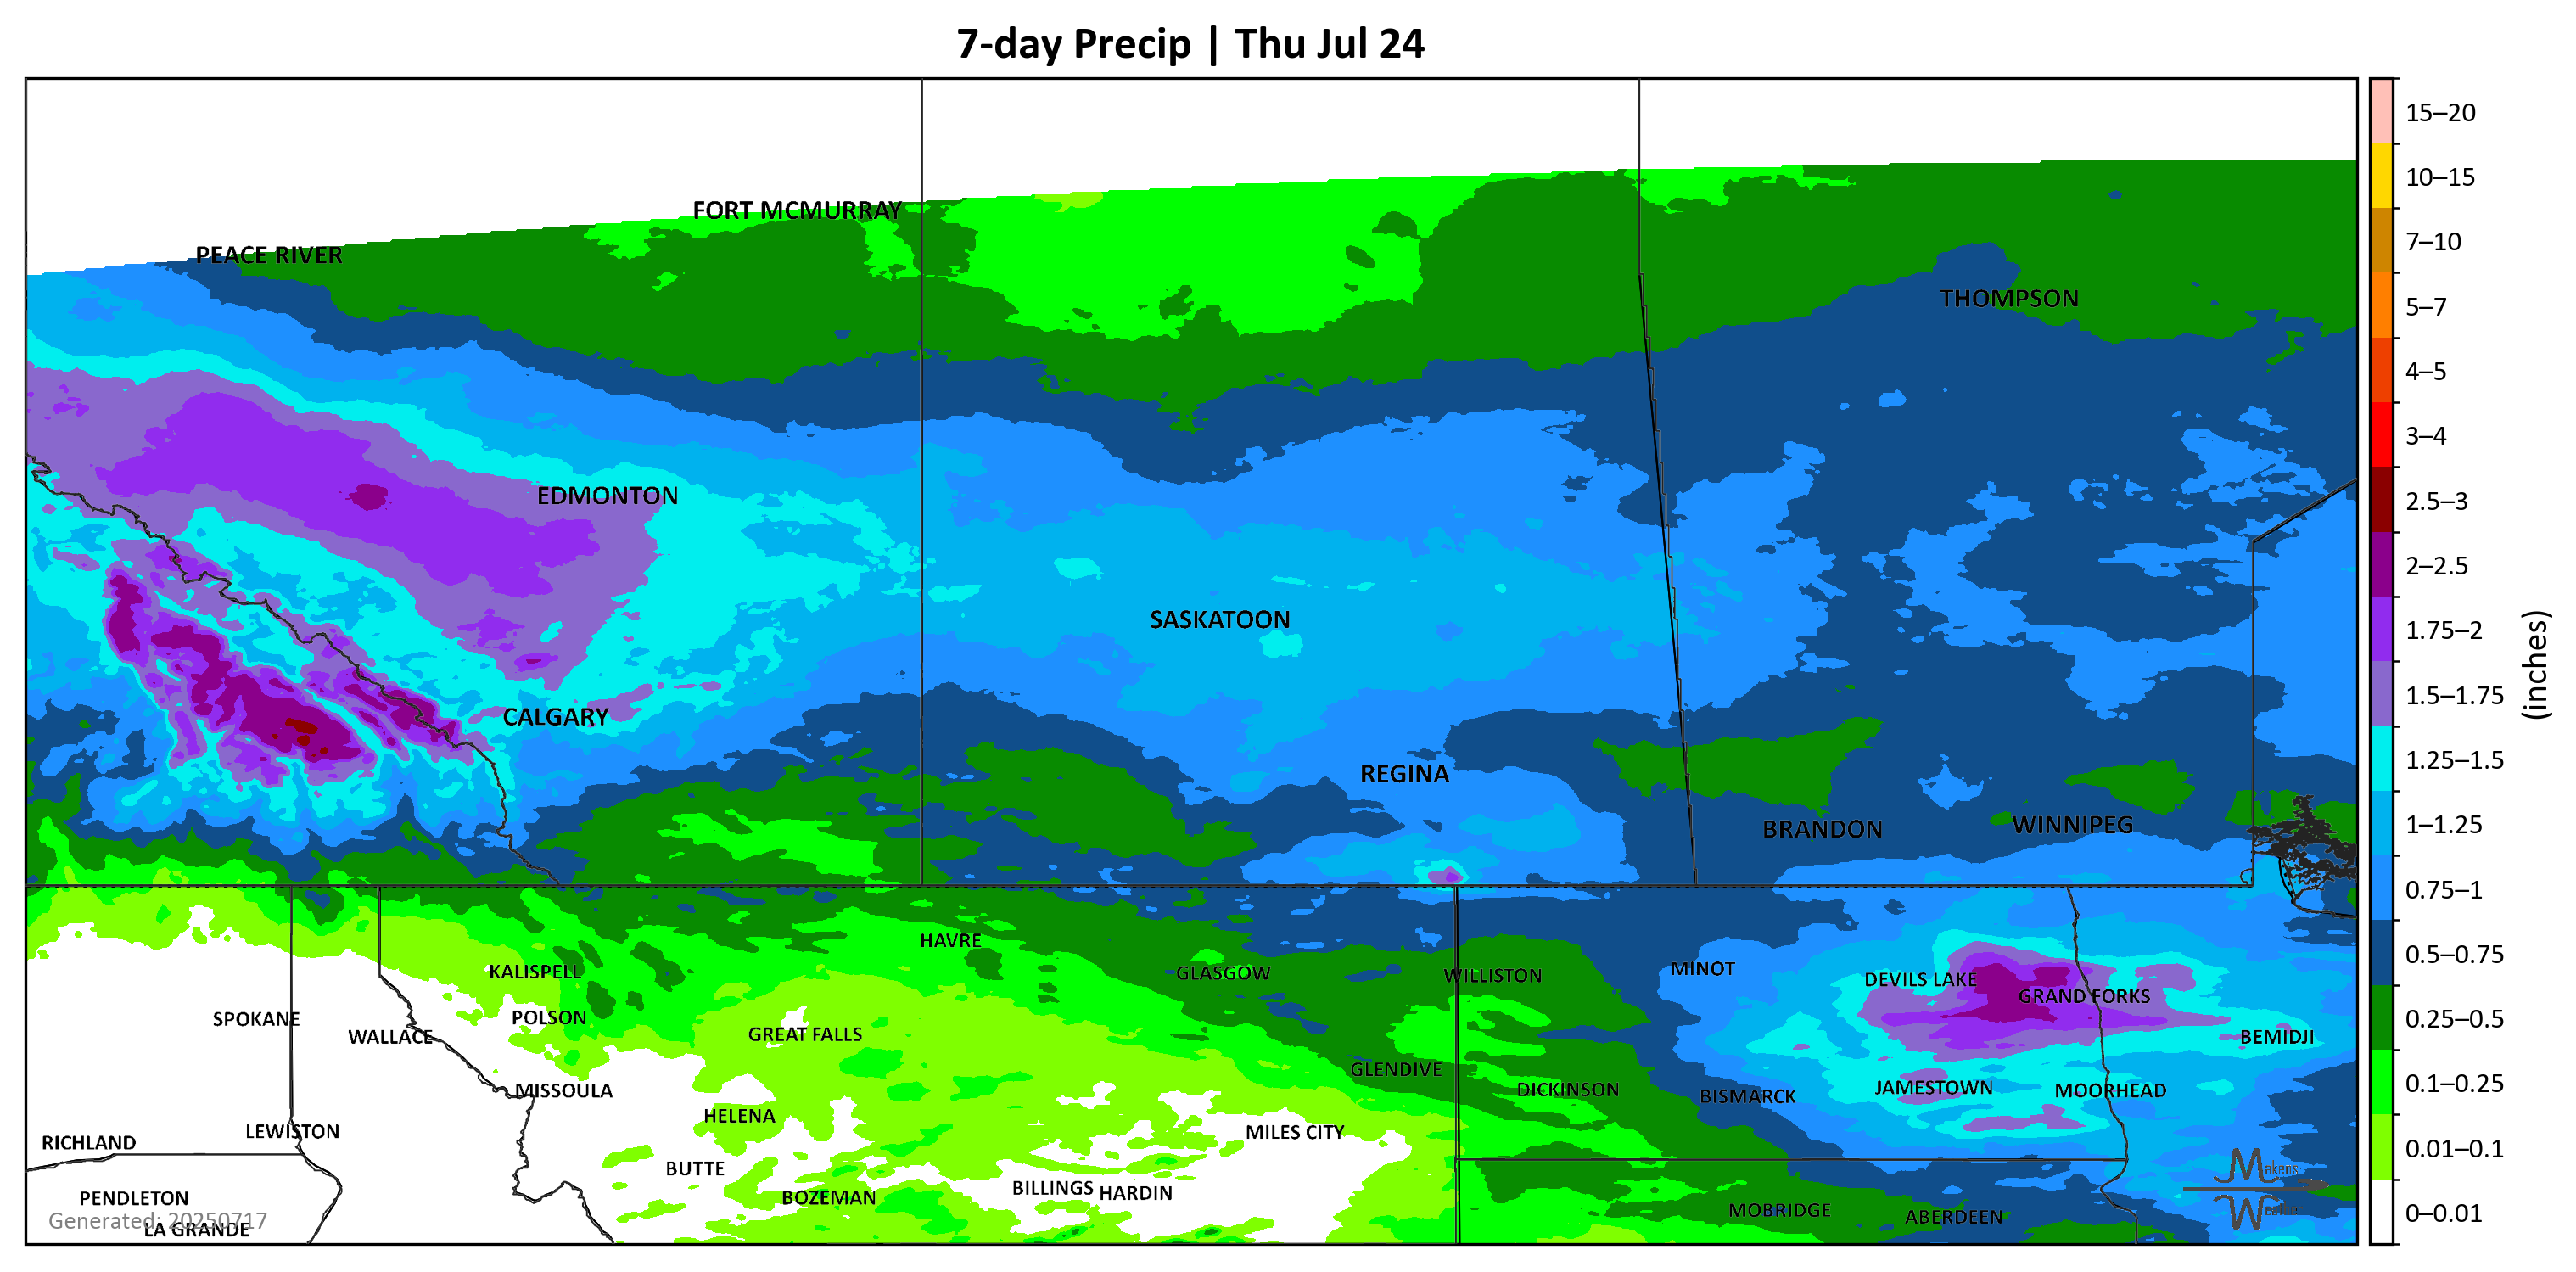 7-day Precip | Thu Jul 24
15–20
10–15
7–10
5–7
4–5
3–4
2.5–3
2–2.5
1.75–2
1.5–1.75
1.25–1.5
1–1.25
0.75–1
0.5–0.75
0.25–0.5
0.1–0.25
0.01–0.1
0–0.01
(inches)
FORT MCMURRAY
PEACE RIVER
THOMPSON
EDMONTON
SASKATOON
CALGARY
REGINA
BRANDON
WINNIPEG
HAVRE
KALISPELL
GLASGOW
WILLISTON
MINOT
DEVILS LAKE
GRAND FORKS
SPOKANE
POLSON
WALLACE
GREAT FALLS
BEMIDJI
GLENDIVE
MISSOULA
DICKINSON
BISMARCK
JAMESTOWN
MOORHEAD
HELENA
RICHLAND
LEWISTON
MILES CITY
BUTTE
PENDLETON
BOZEMAN
BILLINGS
HARDIN
MOBRIDGE
ABERDEEN
Generated: 20250717
LA GRANDE
Makens